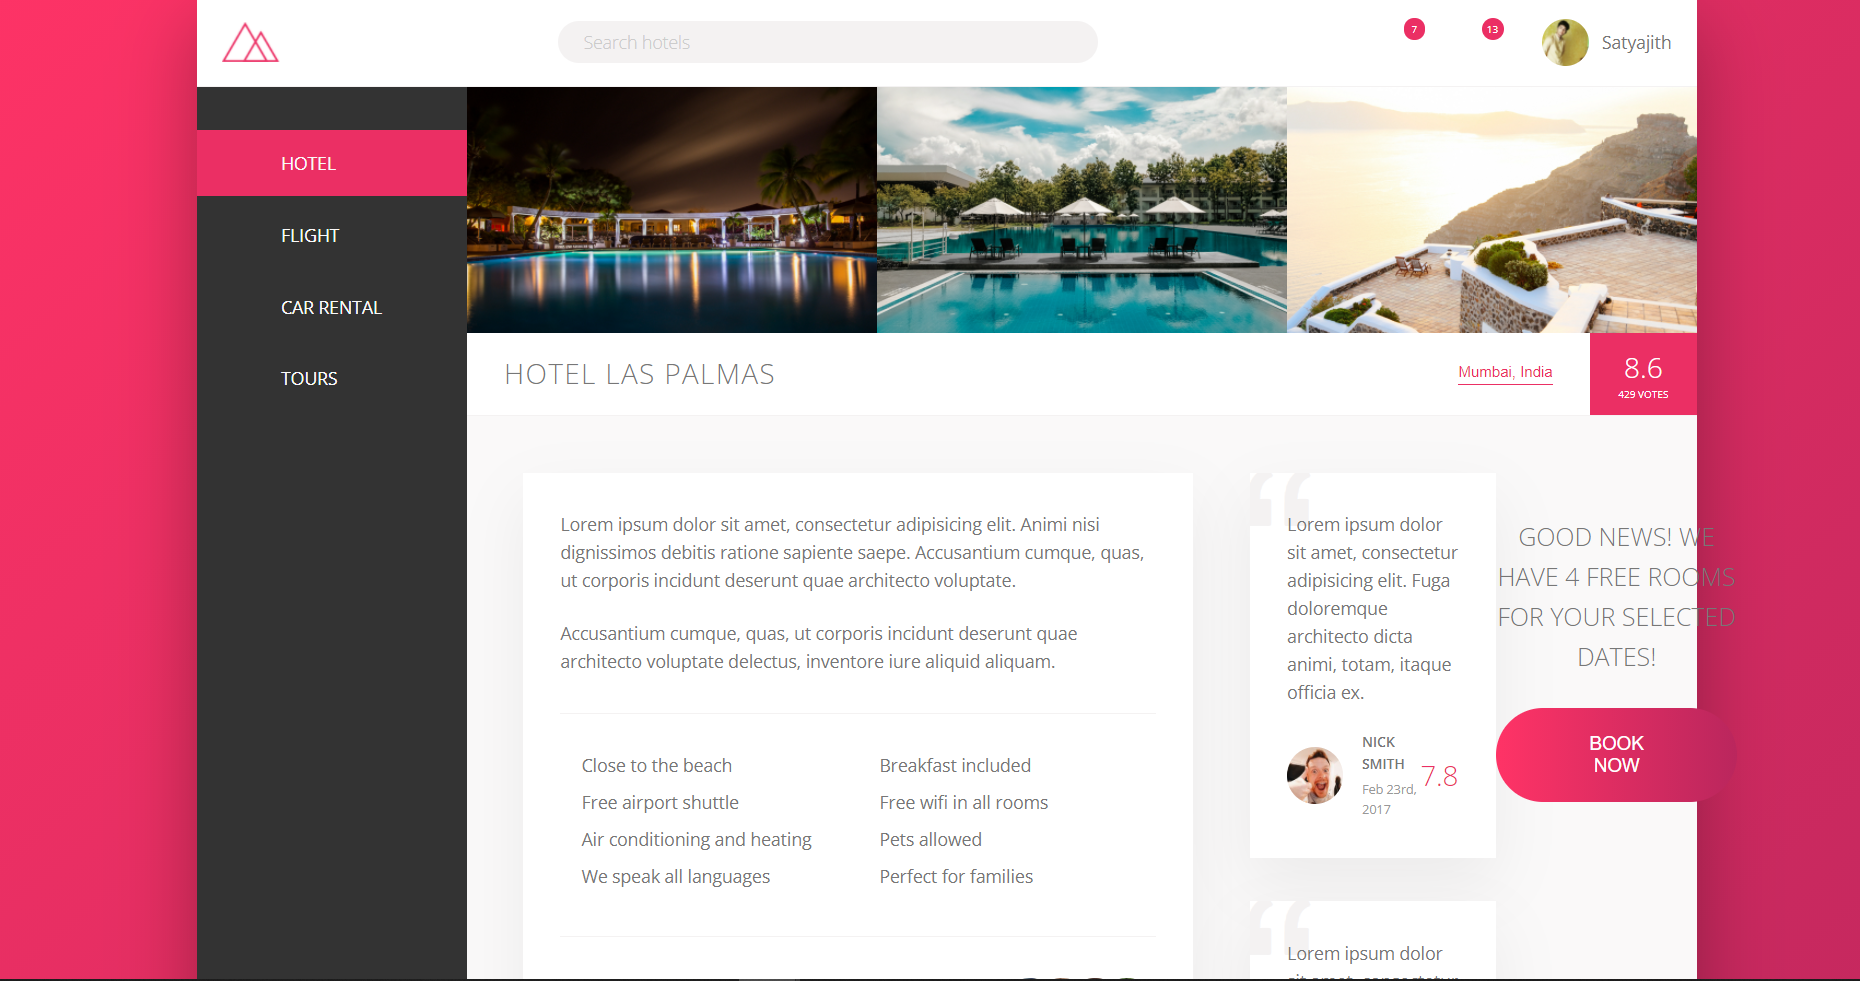 Search hotels
7
13
Satyajith
HOTEL
FLIGHT
CAR RENTAL
TOURS
HOTEL LAS PALMAS
Mumbai, India
8.6
429 VOTES
Lorem ipsum dolor sit amet, consectetur adipisicing elit. Animi nisi
dignissimos debitis ratione sapiente saepe. Accusantium cumque, quas,
ut corporis incidunt deserunt quae architecto voluptate.
Accusantium cumque, quas, ut corporis incidunt deserunt quae
architecto voluptate delectus, inventore iure aliquid aliquam.
Close to the beach
Free airport shuttle
Air conditioning and heating
We speak all languages
Breakfast included
Free wifi in all rooms
Pets allowed
Perfect for families
“
Lorem ipsum dolor
sit amet, consectetur
adipisicing elit. Fuga
doloremque
architecto dicta
animi, totam, itaque
officia ex.
NICK
SMITH
Feb 23rd,
2017
7.8
“
Lorem ipsum dolor
sit amet, consectetur
GOOD NEWS! WE
HAVE 4 FREE ROOMS
FOR YOUR SELECTED
DATES!
BOOK
NOW